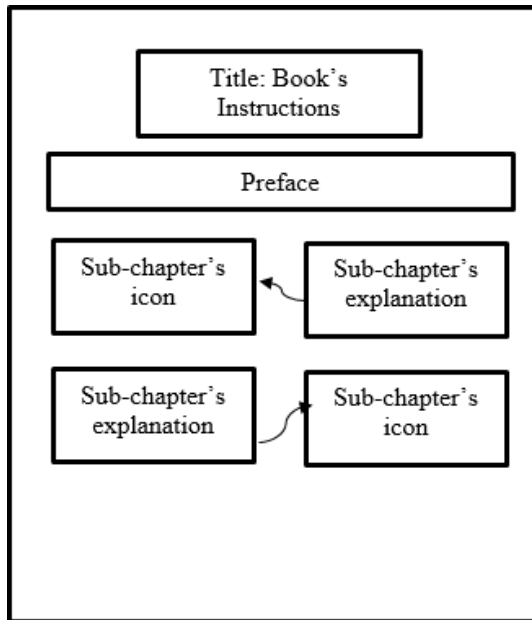 Title: Book’s
Instructions
Preface
Sub-chapter’s
icon
Sub-chapter’s
explanation
Sub-chapter’s
explanation
Sub-chapter’s
icon